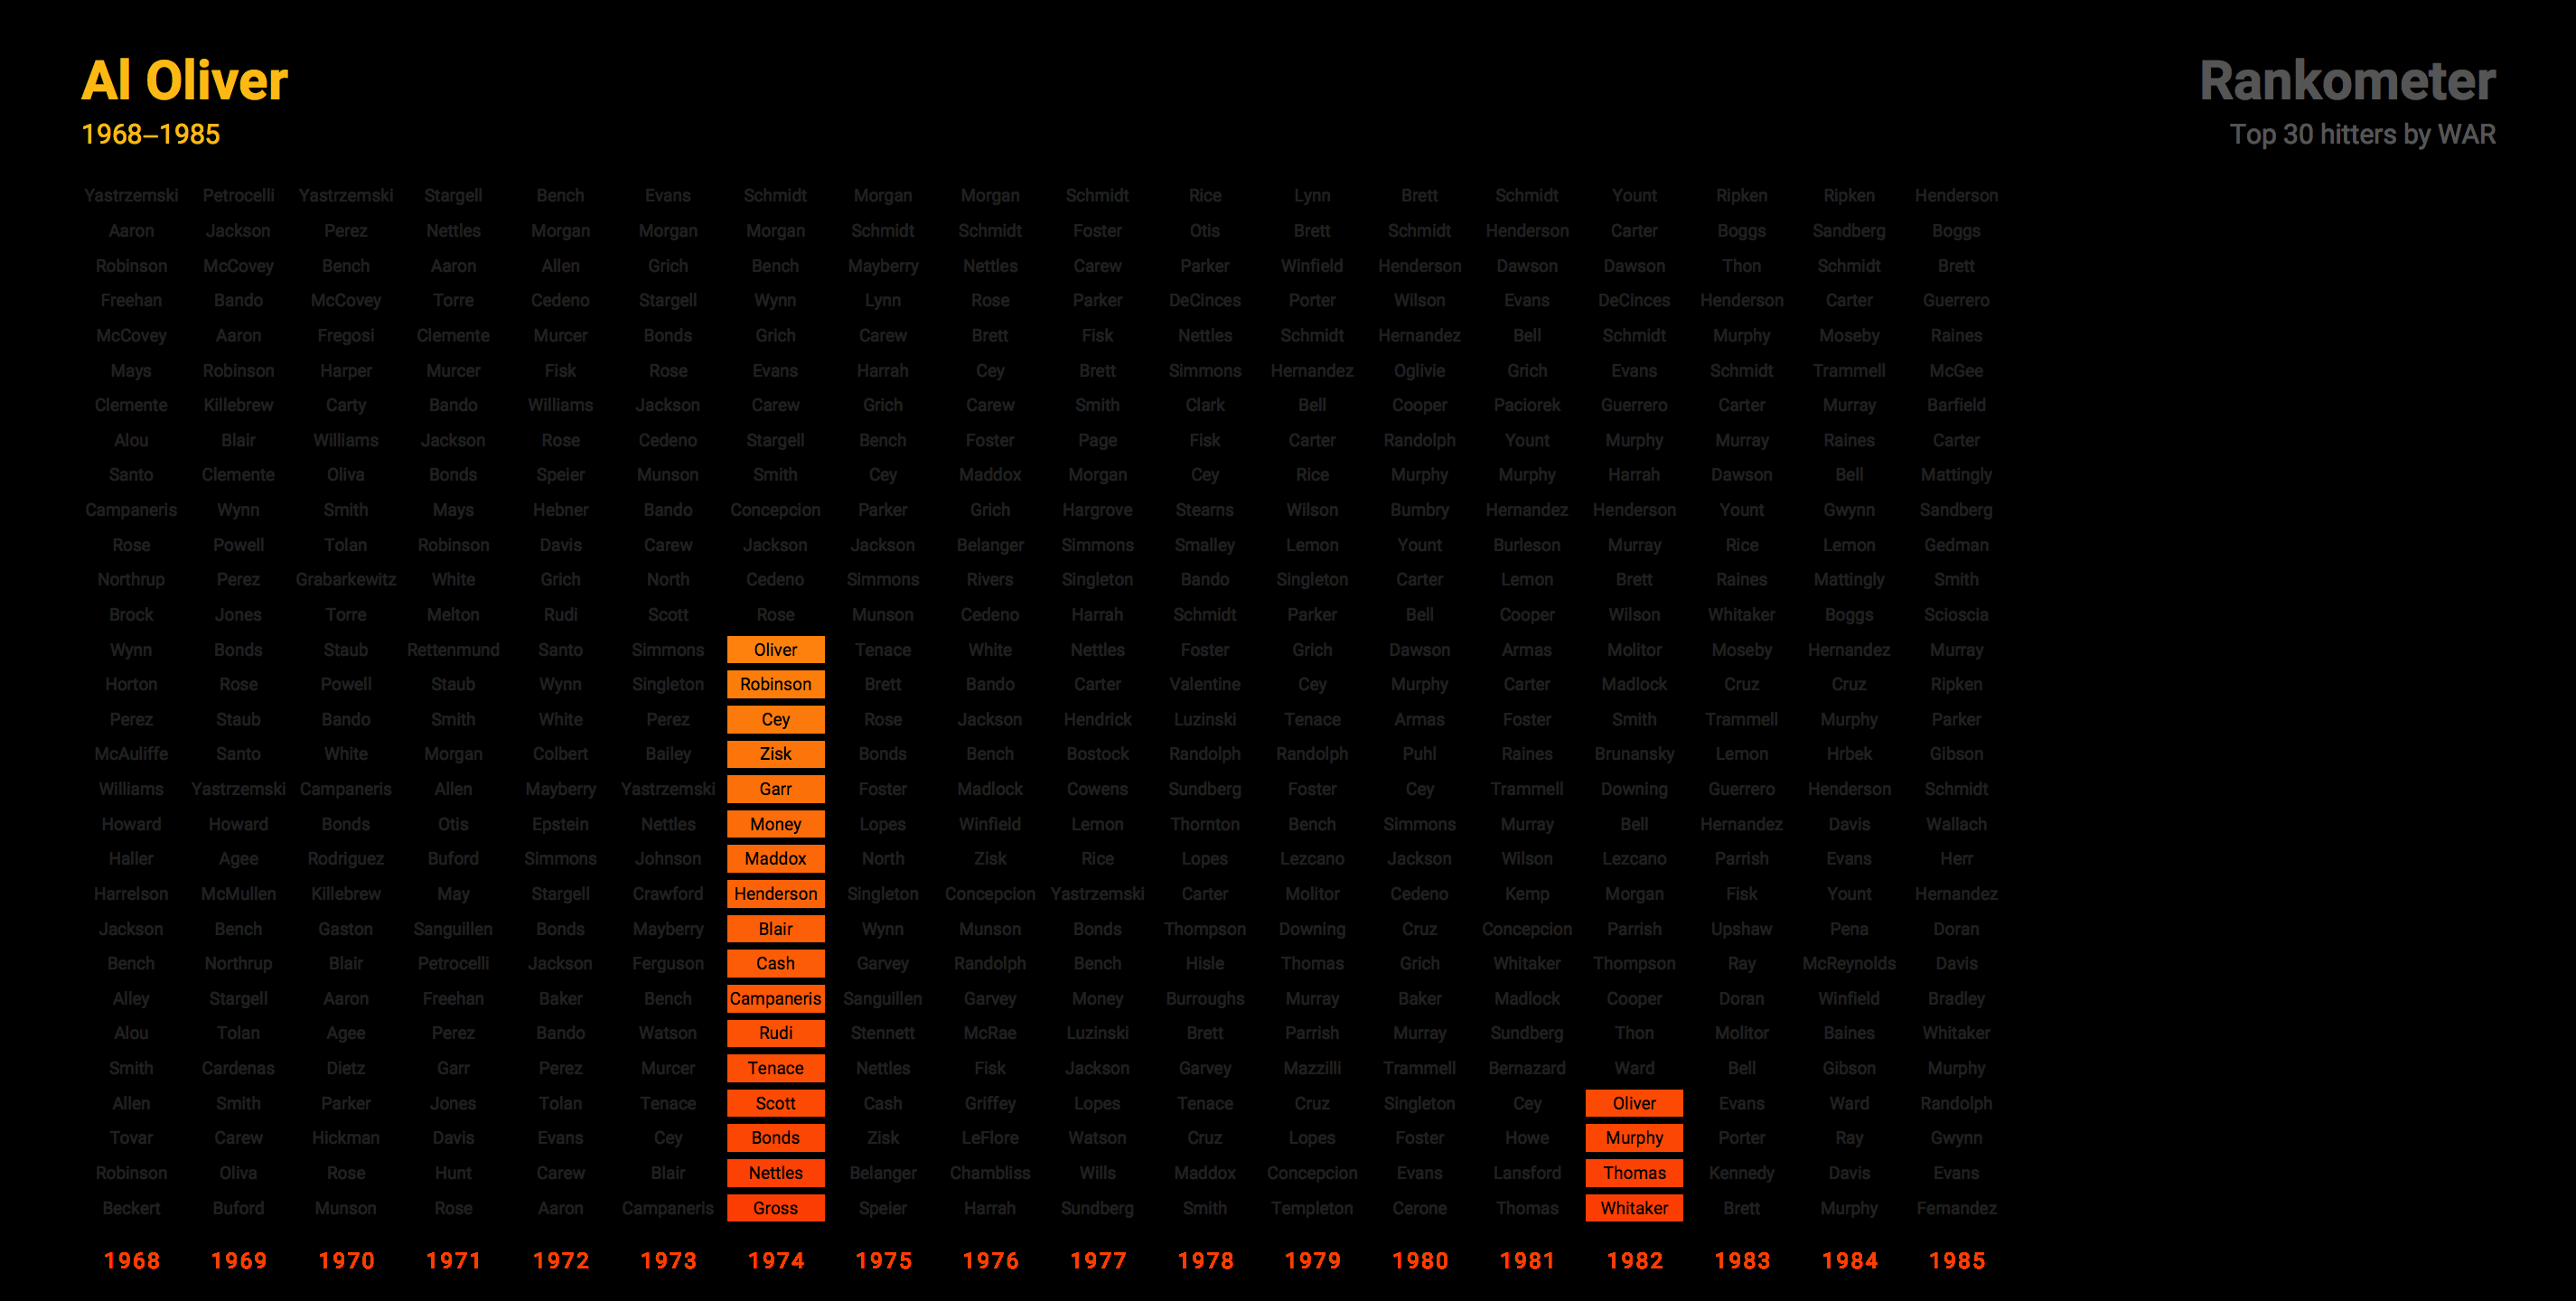 Al Oliver
1968–1985
Rankometer
Top 30 hitters by WAR
Yastrzemski Petrocelli Yastrzemski Stargell Bench Evans Schmidt Morgan Morgan Schmidt Rice Lynn Brett Schmidt Yount Ripken Ripken Henderson
Aaron Jackson Perez Nettles Morgan Morgan Morgan Schmidt Schmidt Foster Otis Brett Schmidt Henderson Carter Boggs Sandberg Boggs
Robinson McCovey Bench Aaron Allen Grich Bench Mayberry Nettles Carew Parker Winfield Henderson Dawson Dawson Thon Schmidt Brett
Freehan Bando McCovey Torre Cedeno Stargell Wynn Lynn Rose Parker DeCinces Porter Wilson Evans DeCinces Henderson Carter Guerrero
McCovey Aaron Fregosi Clemente Murcer Bonds Grich Carew Brett Fisk Nettles Schmidt Hernandez Bell Schmidt Murphy Moseby Raines
Mays Robinson Harper Murcer Fisk Rose Evans Harrah Cey Brett Simmons Hernandez Oglivie Grich Evans Schmidt Trammell McGee
Clemente Killebrew Carty Bando Williams Jackson Carew Grich Carew Smith Clark Bell Cooper Paciorek Guerrero Carter Murray Barfield
Alou Blair Williams Jackson Rose Cedeno Stargell Bench Foster Page Fisk Carter Randolph Yount Murphy Murray Raines Carter
Santo Clemente Oliva Bonds Speier Munson Smith Cey Maddox Morgan Cey Rice Murphy Murphy Harrah Dawson Bell Mattingly
Campaneris Wynn Smith Mays Hebner Bando Concepcion Parker Grich Hargrove Stearns Wilson Bumbry Hernandez Henderson Yount Gwynn Sandberg
Rose Powell Tolan Robinson Davis Carew Jackson Jackson Belanger Simmons Smalley Lemon Yount Burleson Murray Rice Lemon Gedman
Northrup Perez Grabarkewitz White Grich North Cedeno Simmons Rivers Singleton Bando Singleton Carter Lemon Brett Raines Mattingly Smith
Brock Jones Torre Melton Rudi Scott Rose Munson Cedeno Harrah Schmidt Parker Bell Cooper Wilson Whitaker Boggs Scioscia
Wynn Bonds Staub Rettenmund Santo Simmons Oliver Tenace White Nettles Foster Grich Dawson Armas Molitor Moseby Hernandez Murray
Horton Rose Powell Staub Wynn Singleton Robinson Brett Bando Carter Valentine Cey Murphy Carter Madlock Cruz Cruz Ripken
Perez Staub Bando Smith White Perez Cey Rose Jackson Hendrick Luzinski Tenace Armas Foster Smith Trammell Murphy Parker
McAuliffe Santo White Morgan Colbert Bailey Zisk Bonds Bench Bostock Randolph Randolph Puhl Raines Brunansky Lemon Hrbek Gibson
Williams Yastrzemski Campaneris Allen Mayberry Yastrzemski Garr Foster Madlock Cowens Sundberg Foster Cey Trammell Downing Guerrero Henderson Schmidt
Howard Howard Bonds Otis Epstein Nettles Money Lopes Winfield Lemon Thornton Bench Simmons Murray Bell Hernandez Davis Wallach
Haller Agee Rodriguez Buford Simmons Johnson Maddox North Zisk Rice Lopes Lezcano Jackson Wilson Lezcano Parrish Evans Herr
Harrelson McMullen Killebrew May Stargell Crawford Henderson Singleton Concepcion Yastrzemski Carter Molitor Cedeno Kemp Morgan Fisk Yount Hernandez
Jackson Bench Gaston Sanguillen Bonds Mayberry Blair Wynn Munson Bonds Thompson Downing Cruz Concepcion Parrish Upshaw Pena Doran
Bench Northrup Blair Petrocelli Jackson Ferguson Cash Garvey Randolph Bench Hisle Thomas Grich Whitaker Thompson Ray McReynolds Davis
Alley Stargell Aaron Freehan Baker Bench Campaneris Sanguillen Garvey Money Burroughs Murray Baker Madlock Cooper Doran Winfield Bradley
Alou Tolan Agee Perez Bando Watson Rudi Stennett McRae Luzinski Brett Parrish Murray Sundberg Thon Molitor Baines Whitaker
Smith Cardenas Dietz Garr Perez Murcer Tenace Nettles Fisk Jackson Garvey Mazzilli Trammell Bernazard Ward Bell Gibson Murphy
Allen Smith Parker Jones Tolan Tenace Scott Cash Griffey Lopes Tenace Cruz Singleton Cey Oliver Evans Ward Randolph
Tovar Carew Hickman Davis Evans Cey Bonds Zisk LeFlore Watson Cruz Lopes Foster Howe Murphy Porter Ray Gwynn
Robinson Oliva Rose Hunt Carew Blair Nettles Belanger Chambliss Wills Maddox Concepcion Evans Lansford Thomas Kennedy Davis Evans
Beckert Buford Munson Rose Aaron Campaneris Gross Speier Harrah Sundberg Smith Templeton Cerone Thomas Whitaker Brett Murphy Fernandez
1968 1969 1970 1971 1972 1973 1974 1975 1976 1977 1978 1979 1980 1981 1982 1983 1984 1985